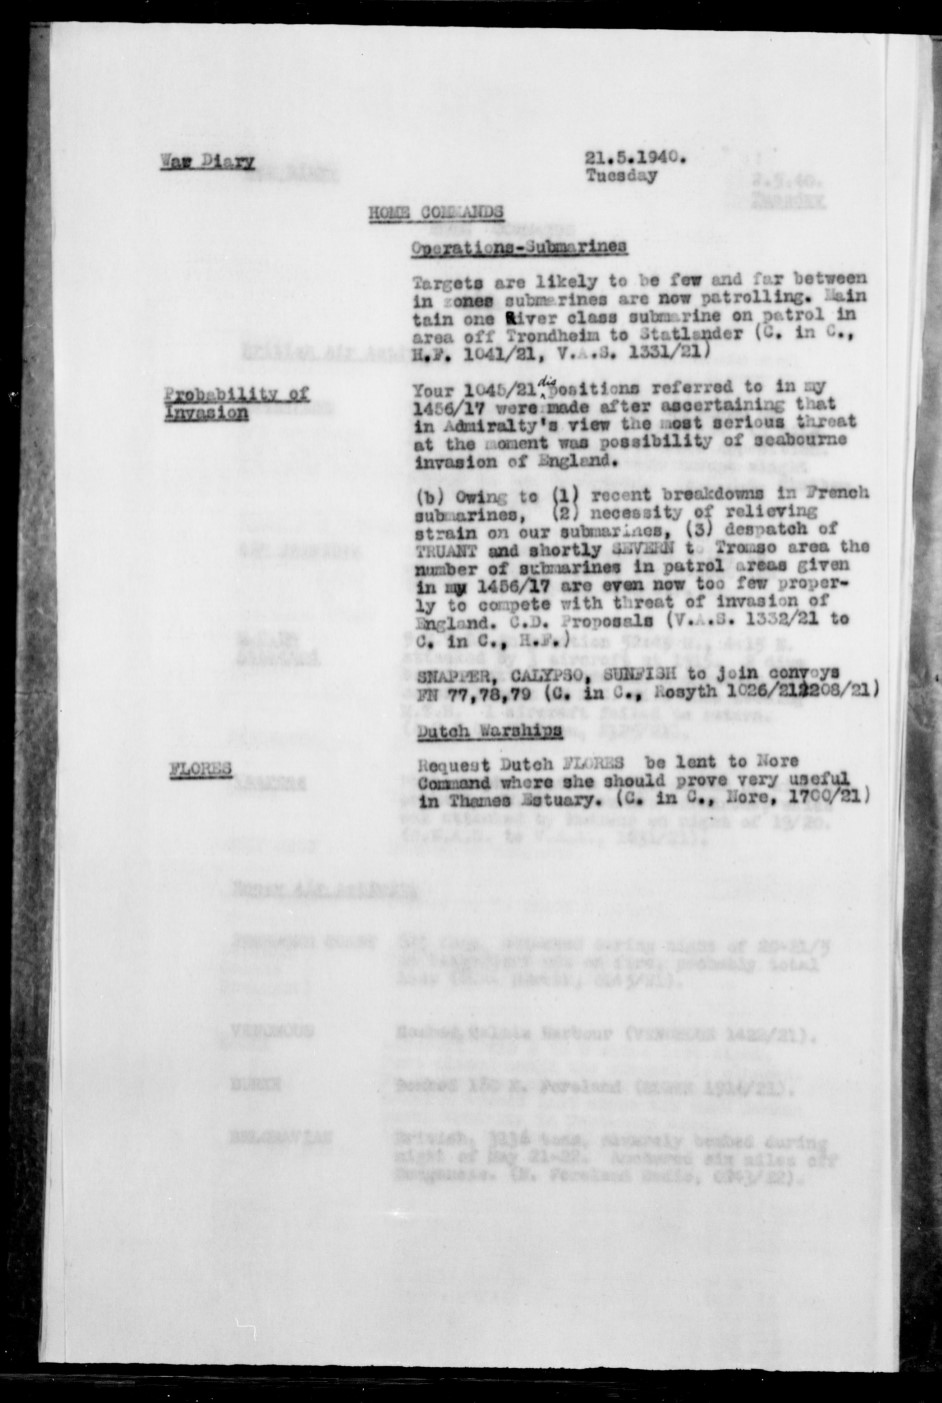 War Diary
21.5.1940.
Tuesday
HOME COMMANDS
Operations-Submarines
Targets are likely to be few and far between
in zones submarines are now patrolling. Main
tain one River class submarine on patrol in
area off Trondheim to Statlander (C. in C.,
H.F. 1041/21, V.A.S. 1331/21)
Probability of
Invasion
Your 1045/21 dispositions referred to in my
1456/17 were made after ascertaining that
in Admiralty's view the most serious threat
at the moment was possibility of seabourne
invasion of England.
(b) Owing to (1) recent breakdowns in French
submarines, (2) necessity of relieving
strain on our submarines, (3) despatch of
TRUANT and shortly SEVERN to Tromso area the
number of submarines in patrol areas given
in my 1456/17 are even now too few proper-
ly to compete with threat of invasion of
England. C.D. Proposals (V.A.S. 1332/21 to
C. in C., H.F.)
SNAPPER, CALYPSO, SUNFISH to join convoys
FN 77,78,79 (C. in C., Rosyth 1026/21 1208/21)
Dutch Warships
FLORES
Request Dutch FLORES be lent to Nore
Command where she should prove very useful
in Thames Estuary. (C. in C., Nore, 1700/21)